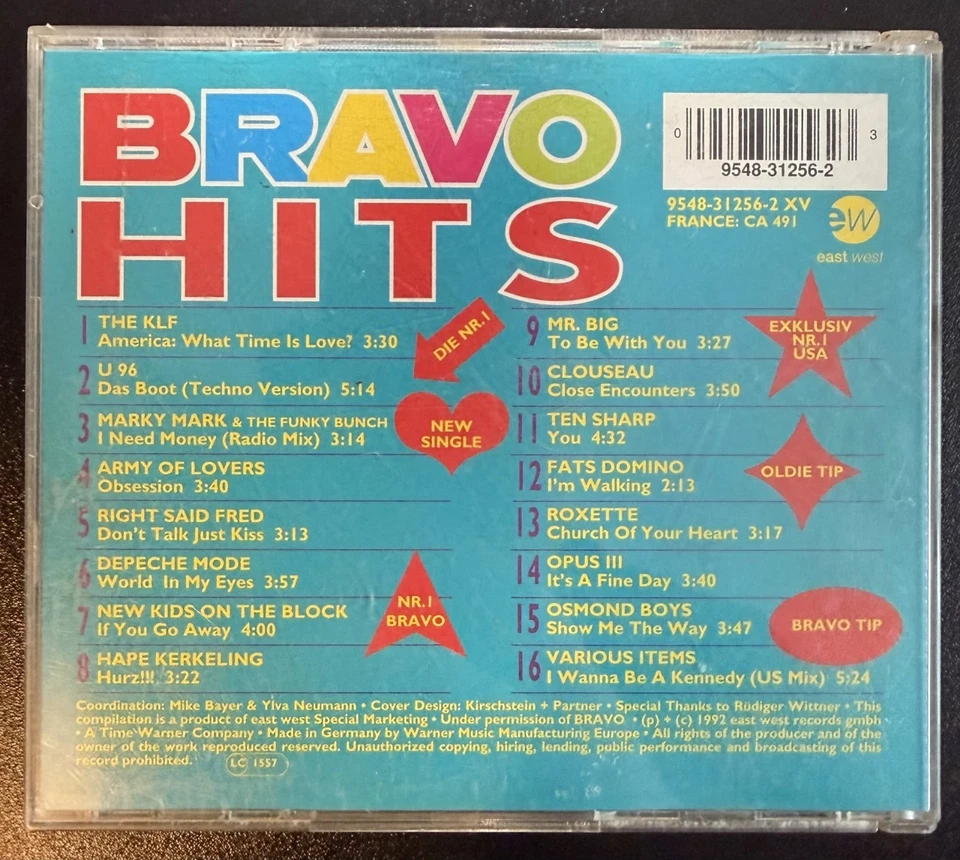 BRAVO
HITS
0 3
9548-31256-2
9548-31256-2 XV
FRANCE: CA 491
eW
east west
1 THE KLF
America: What Time Is Love? 3:30
DIE NR.1
2 U 96
Das Boot (Techno Version) 5:14
3 MARKY MARK & THE FUNKY BUNCH
I Need Money (Radio Mix) 3:14
NEW
SINGLE
4 ARMY OF LOVERS
Obsession 3:40
5 RIGHT SAID FRED
Don't Talk Just Kiss 3:13
6 DEPECHE MODE
World In My Eyes 3:57
7 NEW KIDS ON THE BLOCK
If You Go Away 4:00
NR.1
BRAVO
8 HAPE KERKELING
Hurz!!! 3:22
9 MR. BIG
To Be With You 3:27
EXKLUSIV
NR.1
USA
10 CLOUSEAU
Close Encounters 3:50
11 TEN SHARP
You 4:32
12 FATS DOMINO
I'm Walking 2:13
OLDIE TIP
13 ROXETTE
Church Of Your Heart 3:17
14 OPUS III
It's A Fine Day 3:40
15 OSMOND BOYS
Show Me The Way 3:47
BRAVO TIP
16 VARIOUS ITEMS
I Wanna Be A Kennedy (US Mix) 5:24
Coordination: Mike Bayer & Ylva Neumann • Cover Design: Kirschstein + Partner • Special Thanks to Rüdiger Wittner • This
compilation is a product of east west Special Marketing • Under permission of BRAVO • (p) + (c) 1992 east west records gmbh
• A Time Warner Company • Made in Germany by Warner Music Manufacturing Europe • All rights of the producer and of the
owner of the work reproduced reserved. Unauthorized copying, hiring, lending, public performance and broadcasting of this
record prohibited.
LC 1557